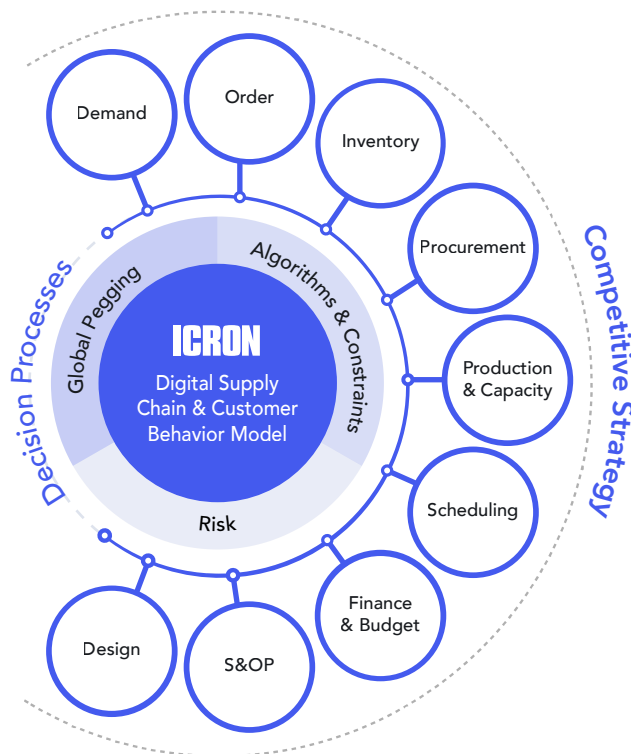 Demand
Order
Inventory
Procurement
Production
& Capacity
Scheduling
Finance
& Budget
S&OP
Design
Decision Processes
Competitive Strategy
Global Pegging
Algorithms & Constraints
Risk
ICRON
Digital Supply
Chain & Customer
Behavior Model